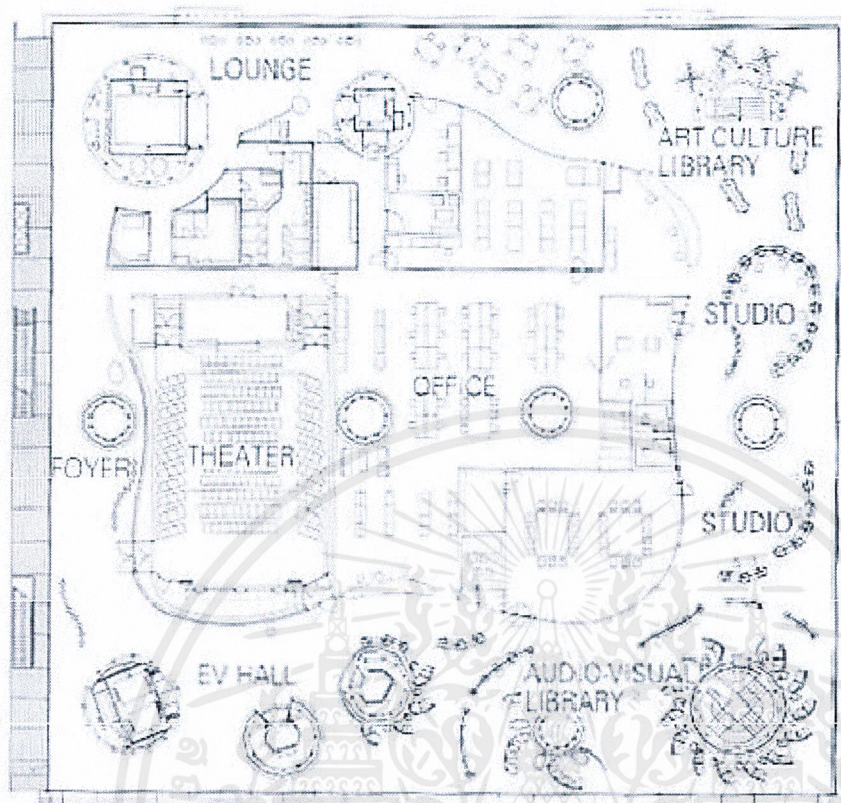 LOUNGE
ART CULTURE
LIBRARY
STUDIO
OFFICE
FOYER
THEATER
STUDIO
EV HALL
AUDIO-VISUAL
LIBRARY